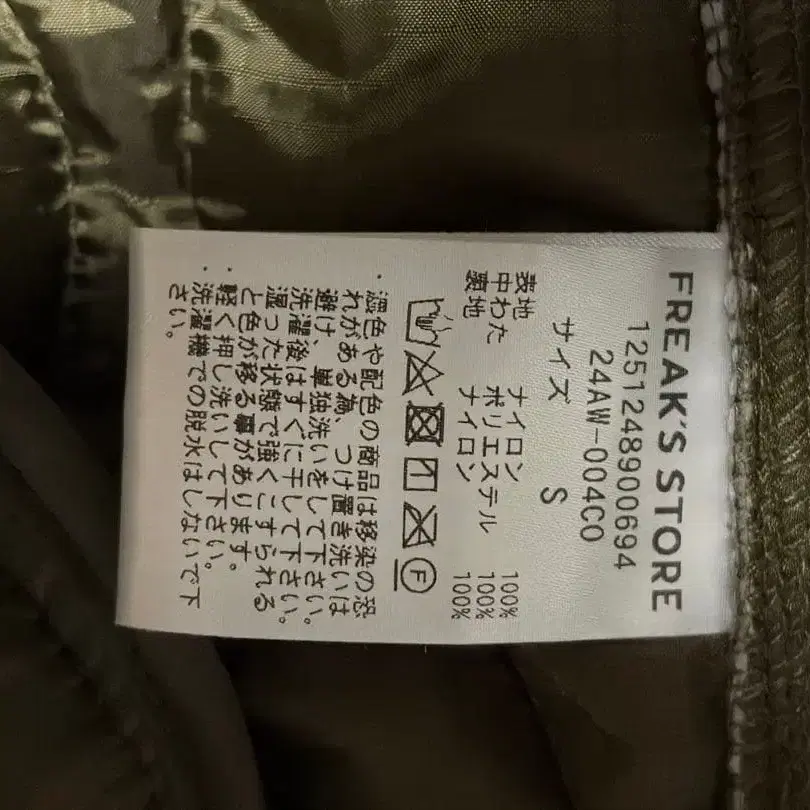 FREAK'S STORE
1251248900694
24AW-004CO
サイズ S
表地 ナイロン 100%
中わた ポリエステル 100%
裏地 ナイロン 100%
F
・濃色や配色の商品は移染の恐
れがある為、つけ置き洗いは
避け、単独洗いをして下さい。
洗濯後はすぐに干して下さい。
湿った状態で強くこすられる
と色が移る事があります。
・軽く押し洗いして下さい。
・洗濯機での脱水はしないで下
さい。